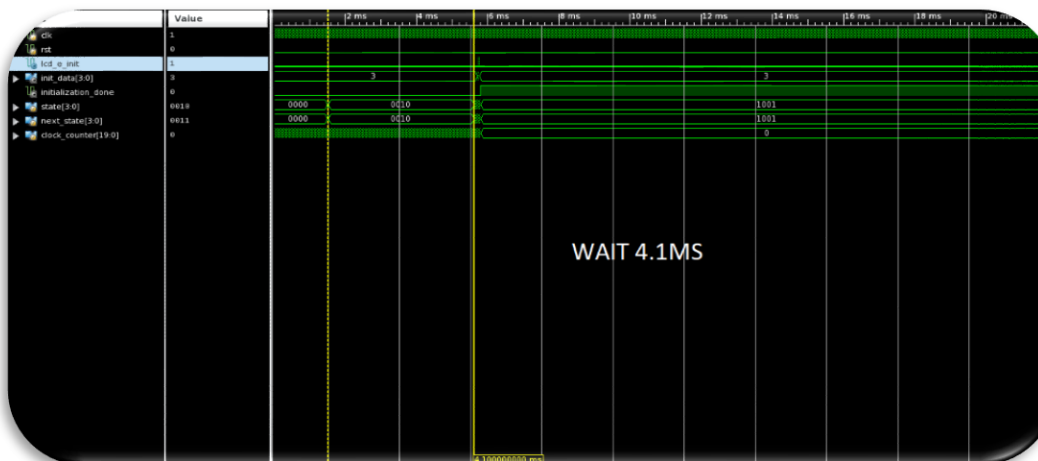 Value
2 ms 4 ms 6 ms 8 ms 10 ms 12 ms 14 ms 16 ms 18 ms 20 ms
clk 1
rst 0
lcd_e_init 1
init_data[3:0] 3 3 3
initialization_done 0
state[3:0] 0010 0000 0010 1001
next_state[3:0] 0011 0000 0010 1001
clock_counter[19:0] 0 0
WAIT 4.1MS
4.100000000 ms